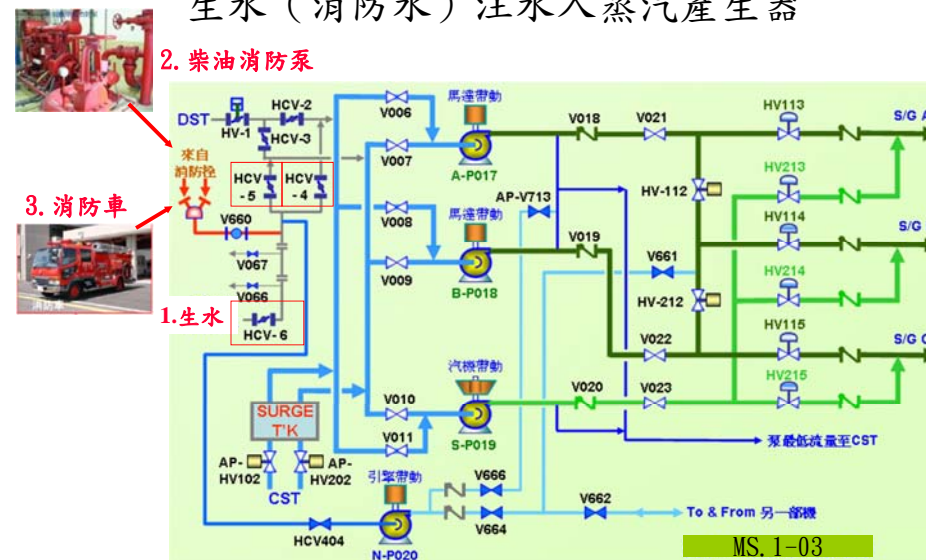 生水（消防水）注水入蒸汽產生器
2. 柴油消防泵
DST
HV-1
HCV-2
HCV-3
來自
消防栓
HCV
-5
HCV
-4
3. 消防車
消防車
V660
V067
V066
1.生水
HCV-6
SURGE
T'K
AP-
HV102
AP-
HV202
CST
HCV404
V006
V007
V008
V009
V010
V011
馬達帶動
A-P017
馬達帶動
B-P018
汽機帶動
S-P019
引擎帶動
N-P020
AP-V713
V018
V021
V019
V022
V020
V023
HV-112
V661
HV-212
V666
V664
V662
HV113
HV213
HV114
HV214
HV115
HV215
S/G A
S/G
S/G C
泵最低流量至CST
To & From 另一部機
MS.1-03